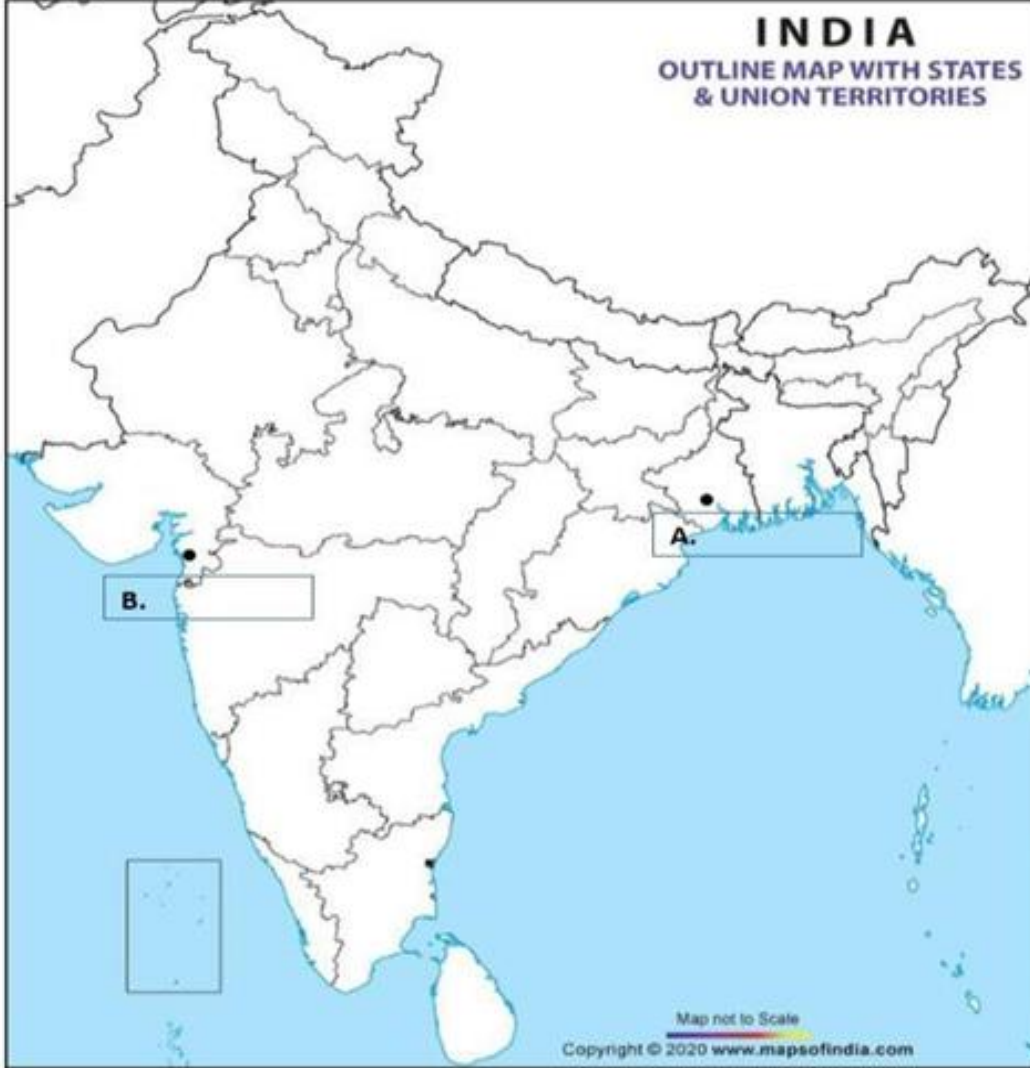 INDIA
OUTLINE MAP WITH STATES
& UNION TERRITORIES
A.
B.
Map not to Scale
Copyright © 2020 www.mapsofindia.com